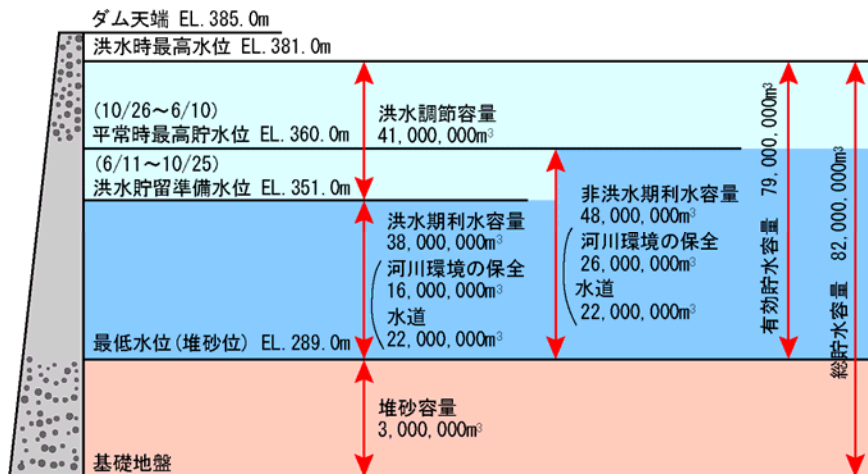 ダム天端 EL.385.0m
洪水時最高水位 EL.381.0m
(10/26～6/10)
平常時最高貯水位 EL.360.0m
(6/11～10/25)
洪水貯留準備水位 EL.351.0m
最低水位(堆砂位) EL.289.0m
基礎地盤
洪水調節容量
41,000,000m³
洪水期利水容量
38,000,000m³
河川環境の保全
16,000,000m³
水道
22,000,000m³
非洪水期利水容量
48,000,000m³
河川環境の保全
26,000,000m³
水道
22,000,000m³
堆砂容量
3,000,000m³
有効貯水容量 79,000,000m³
総貯水容量 82,000,000m³